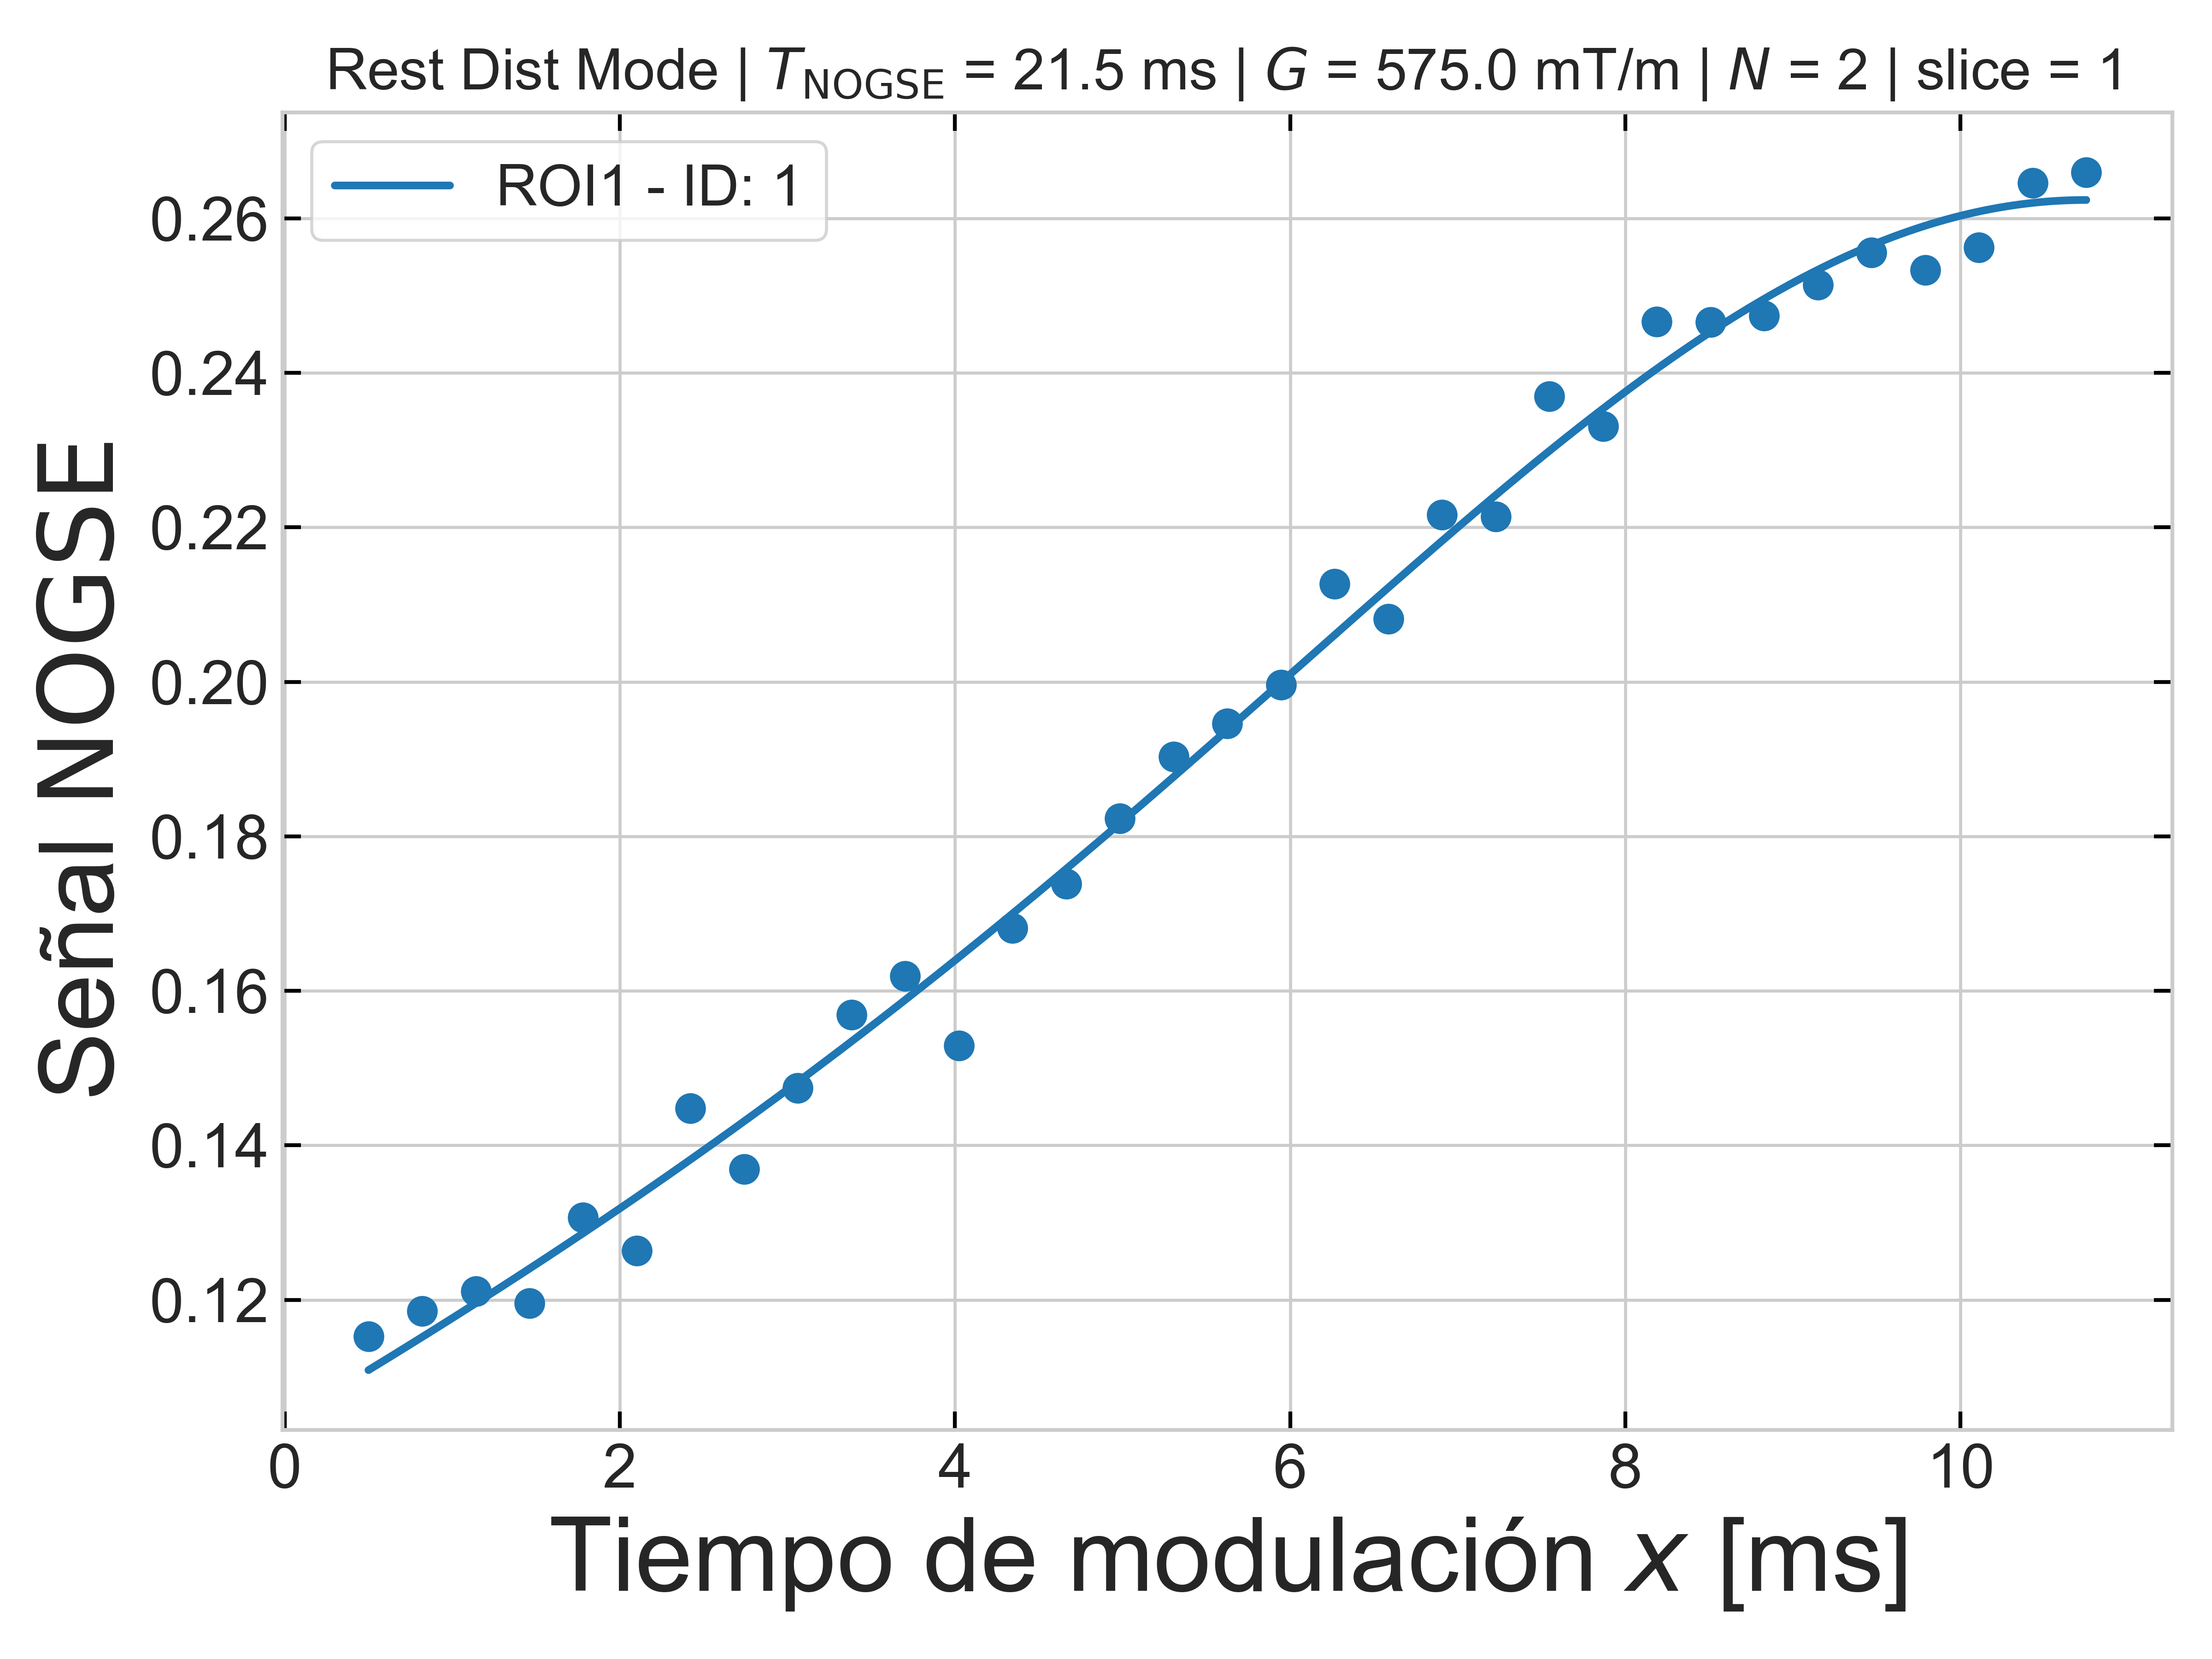 Rest Dist Mode | T_NOGSE = 21.5 ms | G = 575.0 mT/m | N = 2 | slice = 1
ROI1 - ID: 1
Señal NOGSE
0.26
0.24
0.22
0.20
0.18
0.16
0.14
0.12
0 2 4 6 8 10
Tiempo de modulación x [ms]